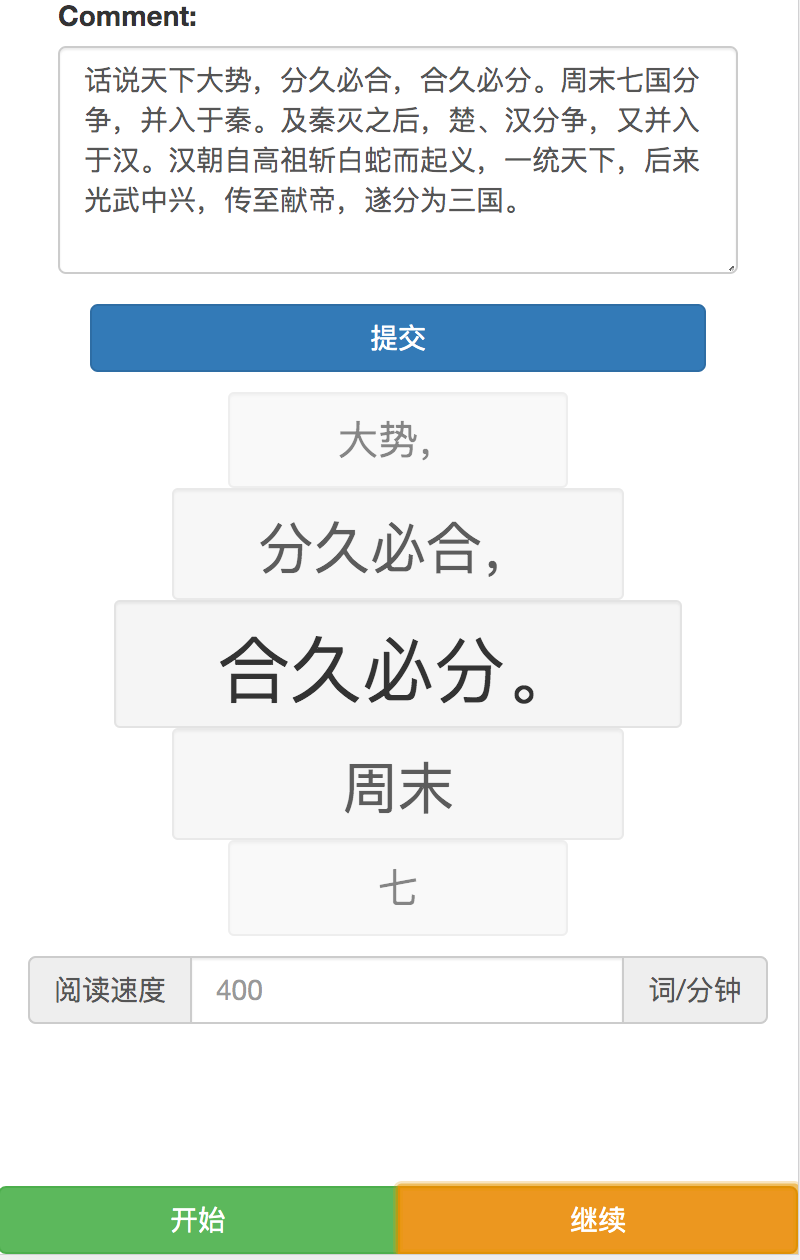 Comment:
话说天下大势，分久必合，合久必分。周末七国分
争，并入于秦。及秦灭之后，楚、汉分争，又并入
于汉。汉朝自高祖斩白蛇而起义，一统天下，后来
光武中兴，传至献帝，遂分为三国。
提交
大势，
分久必合，
合久必分。
周末
七
阅读速度 400 词/分钟
开始 继续